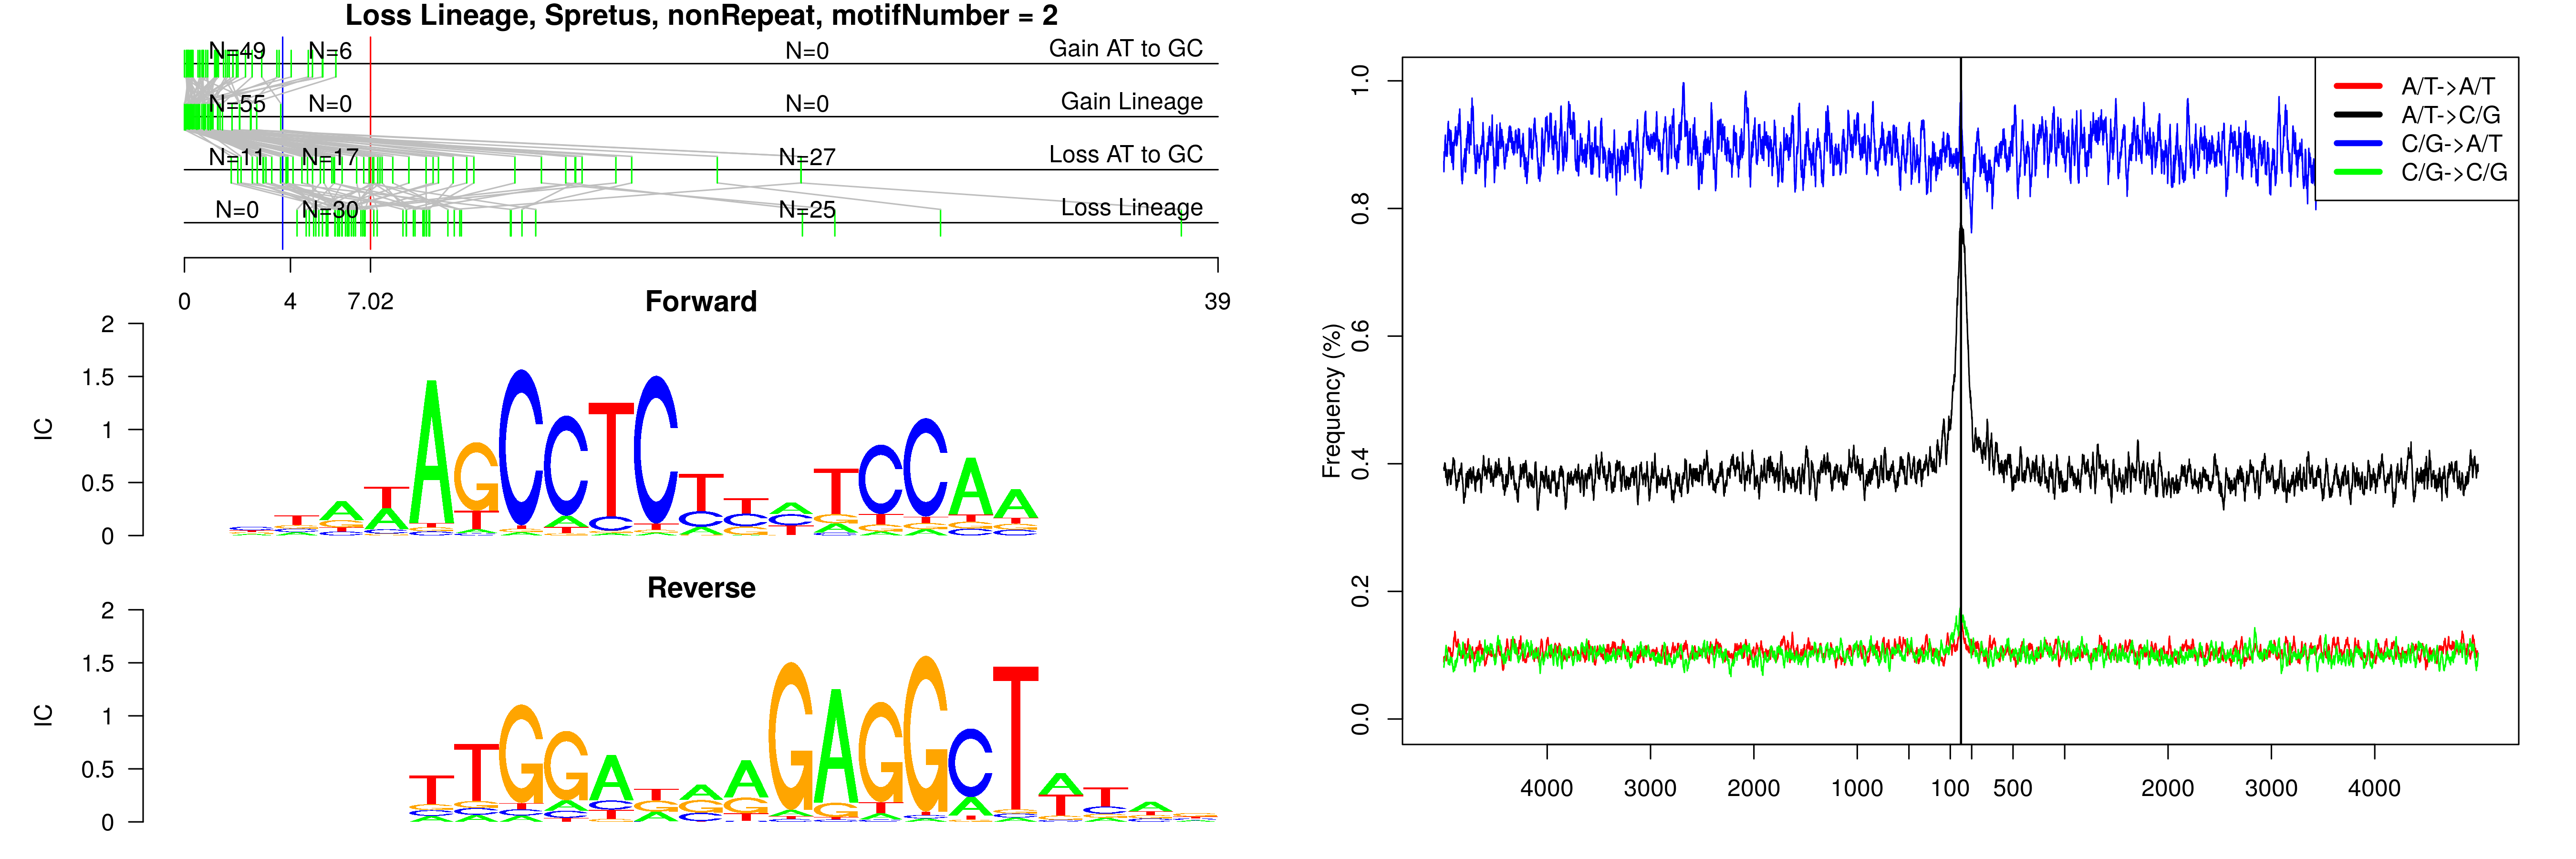 Loss Lineage, Spretus, nonRepeat, motifNumber = 2
N=49 N=6 N=0 Gain AT to GC
N=55 N=0 N=0 Gain Lineage
N=11 N=17 N=27 Loss AT to GC
N=0 N=30 N=25 Loss Lineage
0 4 7.02 39
Forward
2
1.5
1
0.5
0
IC
Reverse
2
1.5
1
0.5
0
IC
1.0
0.8
0.6
0.4
0.2
0.0
Frequency (%)
A/T->A/T
A/T->C/G
C/G->A/T
C/G->C/G
4000 3000 2000 1000 100 500 2000 3000 4000